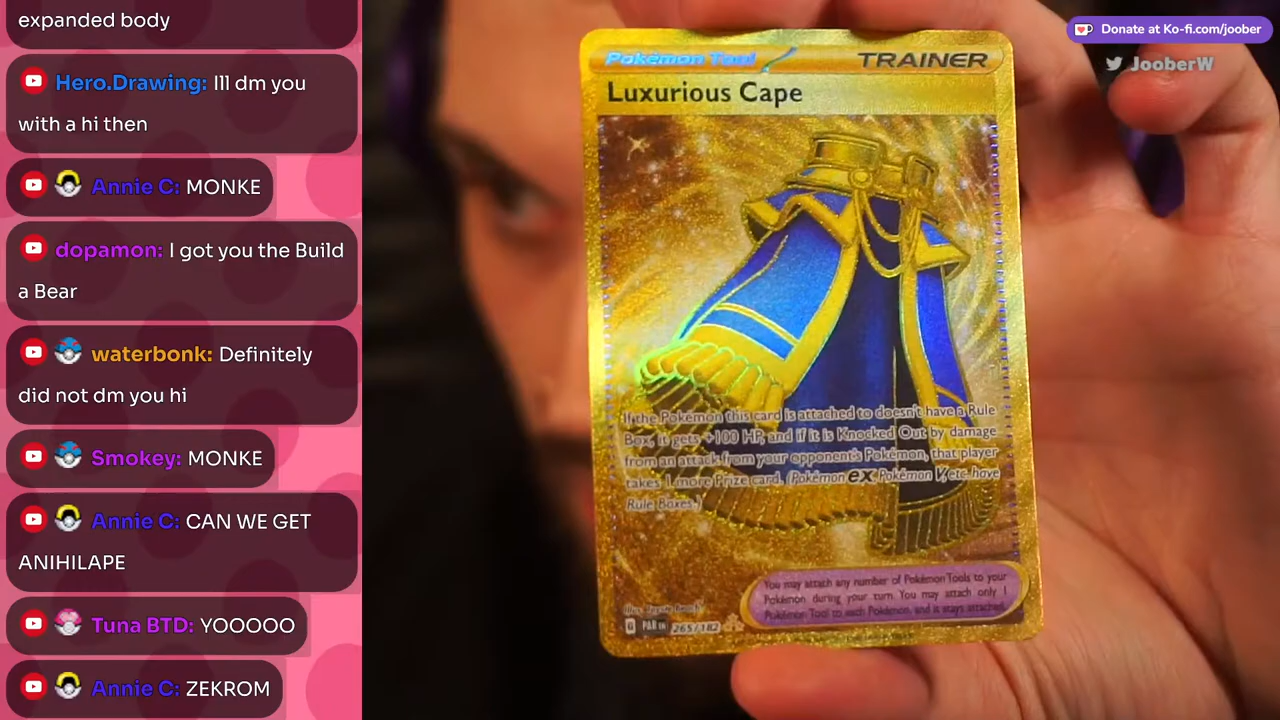 expanded body
Hero.Drawing: Ill dm you
with a hi then
Annie C: MONKE
dopamon: I got you the Build
a Bear
waterbonk: Definitely
did not dm you hi
Smokey: MONKE
Annie C: CAN WE GET
ANIHILAPE
Tuna BTD: YOOOOO
Annie C: ZEKROM
Donate at Ko-fi.com/joober
JooberW
Pokémon Tool TRAINER
Luxurious Cape
If the Pokémon this card is attached to doesn't have a Rule
Box, it gets +100 HP, and if it is Knocked Out by damage
from an attack from your opponent's Pokémon, that player
takes 1 more Prize card. (Pokémon ex, Pokémon V, etc. have
Rule Boxes.)
You may attach any number of Pokémon Tools to your
Pokémon during your turn. You may attach only 1
Pokémon Tool to each Pokémon, and it stays attached.
Illus.
G PAR EN 265/182